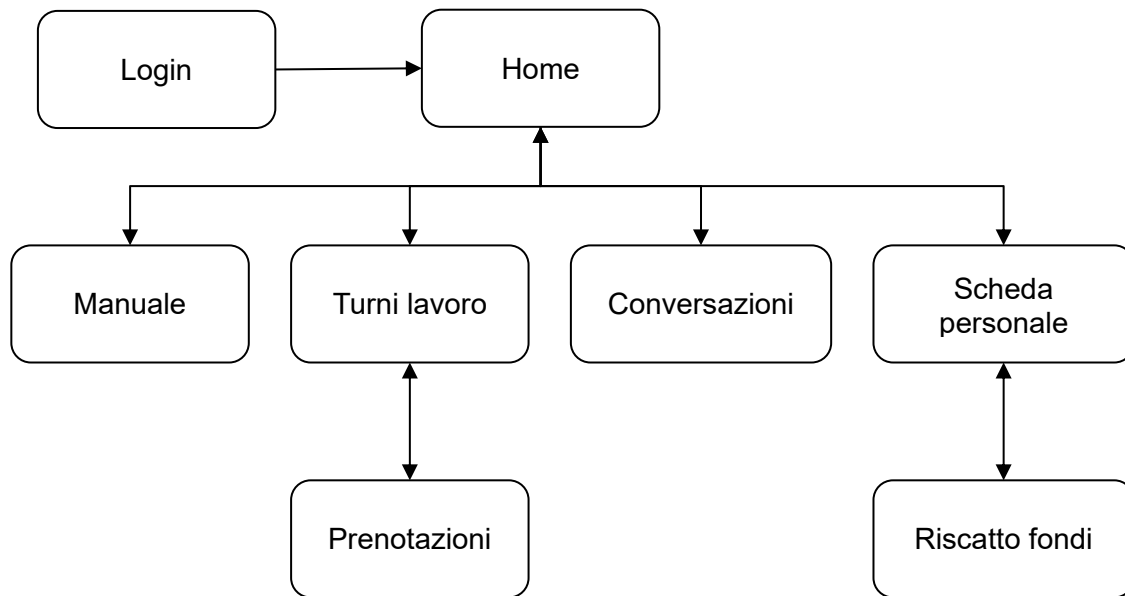 Login
Home
Manuale
Turni lavoro
Conversazioni
Scheda
personale
Prenotazioni
Riscatto fondi